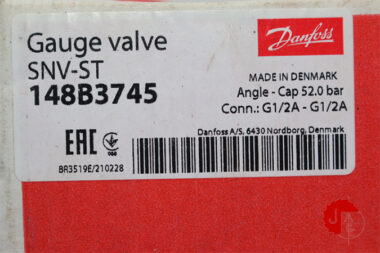 Gauge valve
SNV-ST
148B3745
Danfoss
MADE IN DENMARK
Angle - Cap 52.0 bar
Conn.: G1/2A - G1/2A
Danfoss A/S, 6430 Nordborg, Denmark
EAC
BR3519E/210228